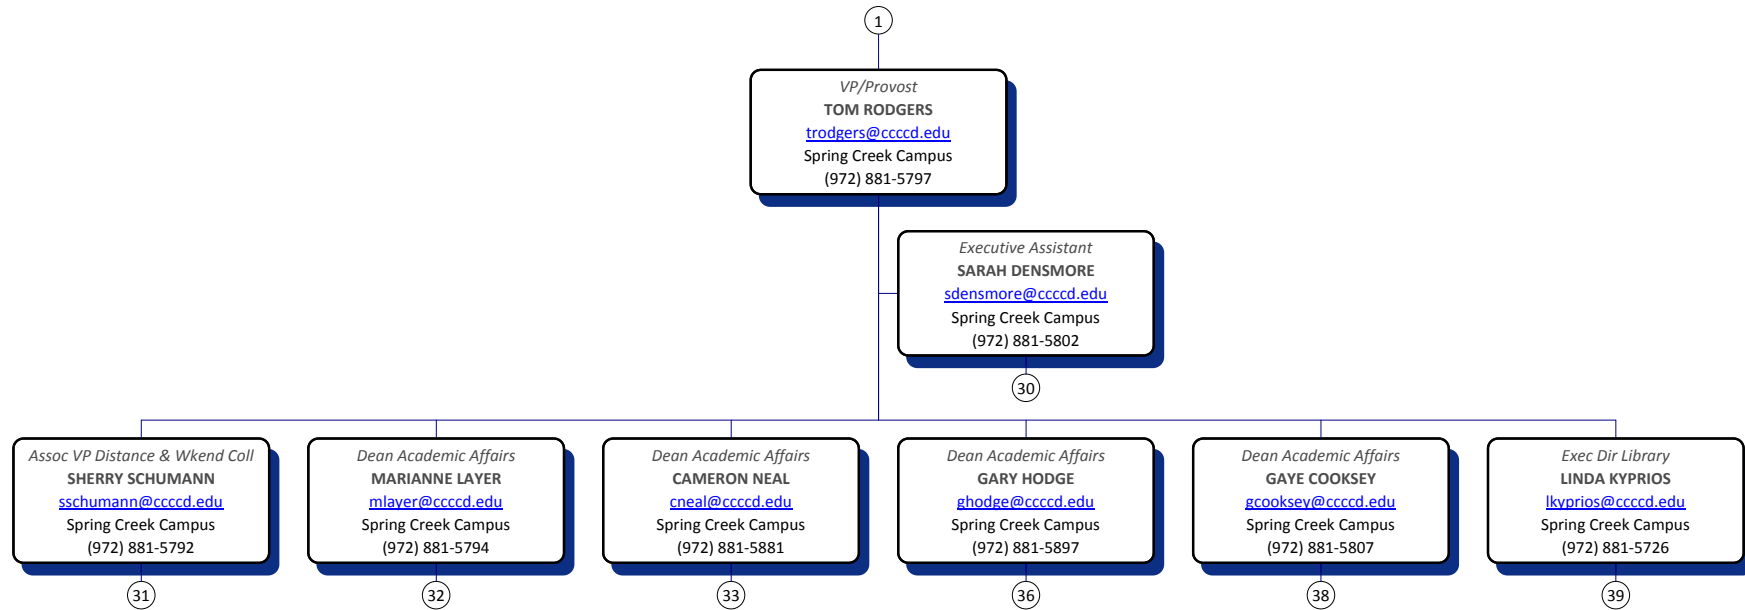 1
VP/Provost
TOM RODGERS
trodgers@ccccd.edu
Spring Creek Campus
(972) 881-5797
Executive Assistant
SARAH DENSMORE
sdensmore@ccccd.edu
Spring Creek Campus
(972) 881-5802
30
Assoc VP Distance & Wkend Coll
SHERRY SCHUMANN
sschumann@ccccd.edu
Spring Creek Campus
(972) 881-5792
31
Dean Academic Affairs
MARIANNE LAYER
mlayer@ccccd.edu
Spring Creek Campus
(972) 881-5794
32
Dean Academic Affairs
CAMERON NEAL
cneal@ccccd.edu
Spring Creek Campus
(972) 881-5881
33
Dean Academic Affairs
GARY HODGE
ghodge@ccccd.edu
Spring Creek Campus
(972) 881-5897
36
Dean Academic Affairs
GAYE COOKSEY
gcooksey@ccccd.edu
Spring Creek Campus
(972) 881-5807
38
Exec Dir Library
LINDA KYPRIOS
lkyprios@ccccd.edu
Spring Creek Campus
(972) 881-5726
39